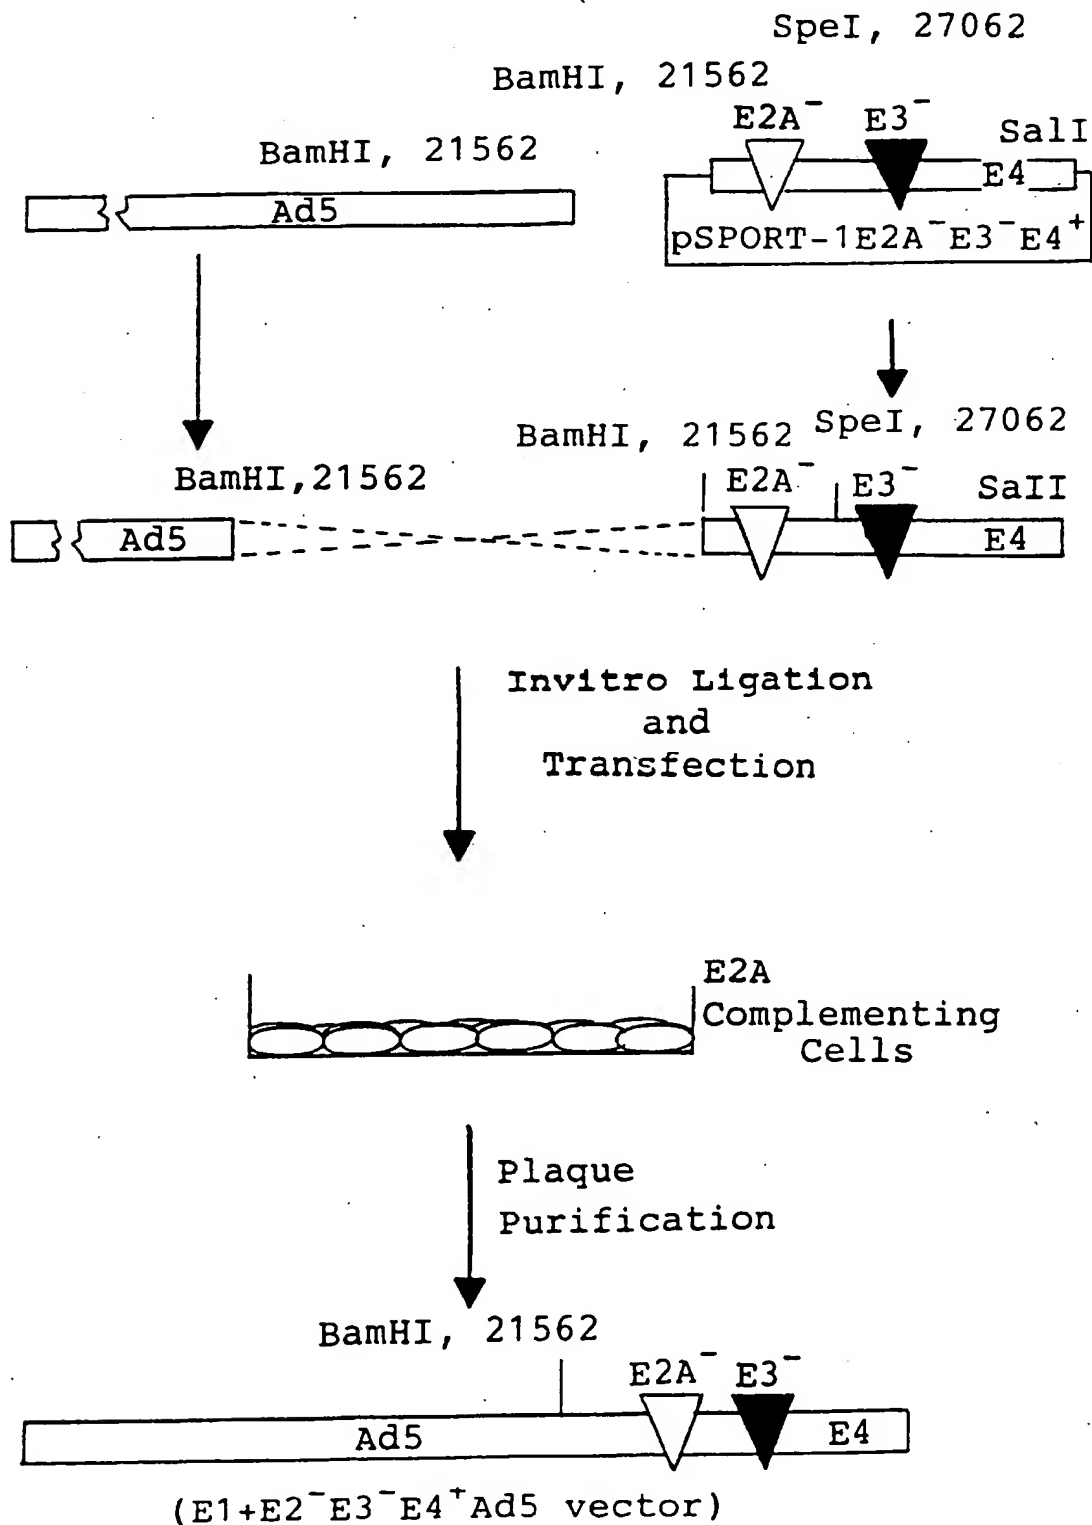 SpeI, 27062
BamHI, 21562
E2A⁻ E3⁻
SalI
BamHI, 21562
E4
Ad5
pSPORT-1E2A⁻E3⁻E4⁺
BamHI, 21562 SpeI, 27062
BamHI,21562
E2A⁻ E3⁻
SalI
Ad5
E4
Invitro Ligation
and
Transfection
E2A
Complementing
Cells
Plaque
Purification
BamHI, 21562
E2A⁻ E3⁻
Ad5
E4
(E1+E2⁻E3⁻E4⁺Ad5 vector)